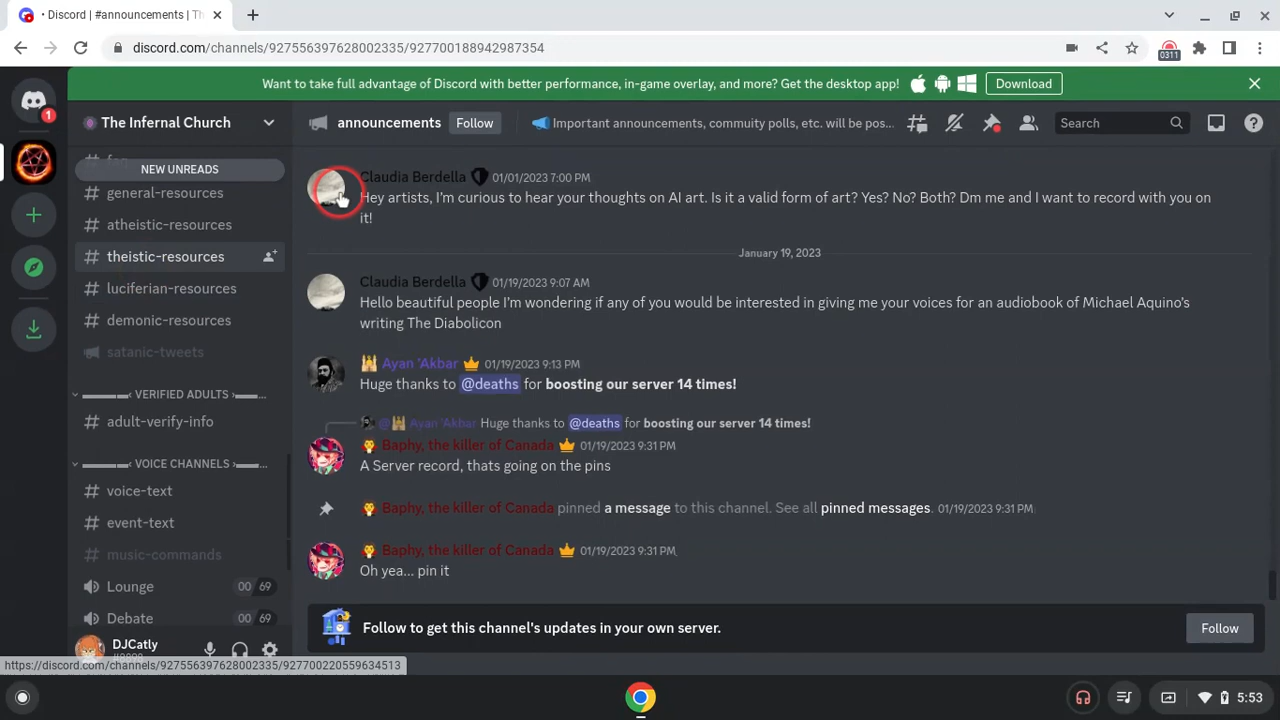 • Discord | #announcements | Th
discord.com/channels/927556397628002335/927700188942987354
0311
Want to take full advantage of Discord with better performance, in-game overlay, and more? Get the desktop app!
Download
1
The Infernal Church
announcements
Follow
Important announcements, commuity polls, etc. will be pos...
Search
NEW UNREADS
general-resources
atheistic-resources
theistic-resources
luciferian-resources
demonic-resources
satanic-tweets
VERIFIED ADULTS
adult-verify-info
VOICE CHANNELS
voice-text
event-text
music-commands
Lounge 00 69
Debate 00 69
DJCatly
Claudia Berdella 01/01/2023 7:00 PM
Hey artists, I'm curious to hear your thoughts on AI art. Is it a valid form of art? Yes? No? Both? Dm me and I want to record with you on
it!
January 19, 2023
Claudia Berdella 01/19/2023 9:07 AM
Hello beautiful people I'm wondering if any of you would be interested in giving me your voices for an audiobook of Michael Aquino's
writing The Diabolicon
Ayan 'Akbar 01/19/2023 9:13 PM
Huge thanks to @deaths for boosting our server 14 times!
@ Ayan 'Akbar Huge thanks to @deaths for boosting our server 14 times!
Baphy, the killer of Canada 01/19/2023 9:31 PM
A Server record, thats going on the pins
Baphy, the killer of Canada pinned a message to this channel. See all pinned messages. 01/19/2023 9:31 PM
Baphy, the killer of Canada 01/19/2023 9:31 PM
Oh yea... pin it
Follow to get this channel's updates in your own server.
Follow
https://discord.com/channels/927556397628002335/927700220559634513
5:53